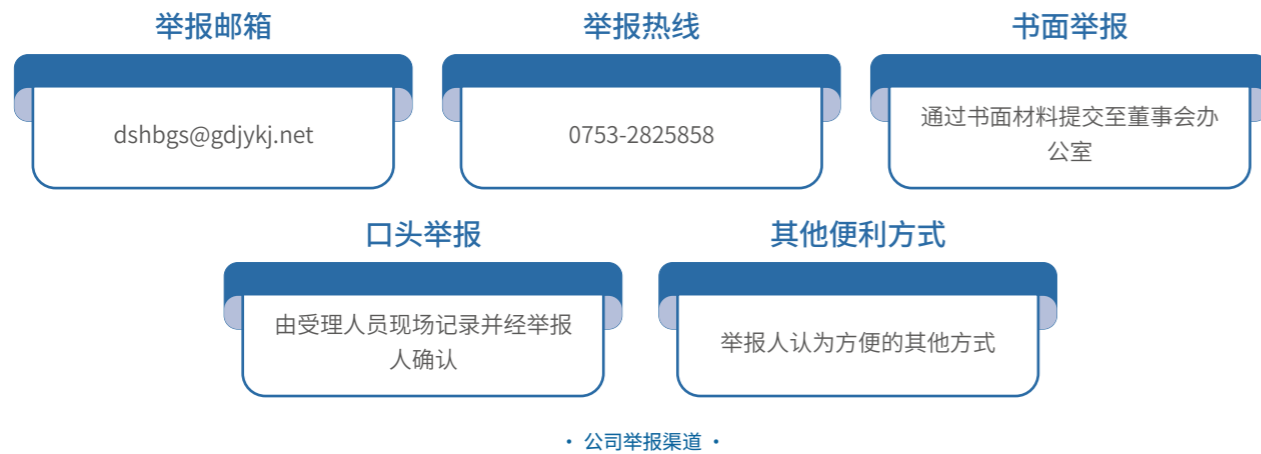 举报邮箱
举报热线
书面举报
dshbgs@gdjykj.net
0753-2825858
通过书面材料提交至董事会办
公室
口头举报
其他便利方式
由受理人员现场记录并经举报
人确认
举报人认为方便的其他方式
• 公司举报渠道 •